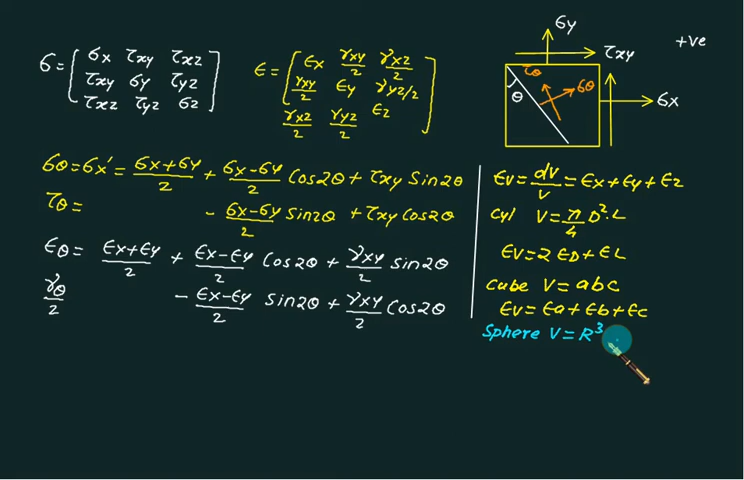 σy
τxy
+ve
σ = [ σx τxy τxz
τxy σy τyz
τxz τyz σz ]
ϵ = [ ϵx γxy/2 γxz/2
γxy/2 ϵy γyz/2
γxz/2 γyz/2 ϵz ]
τθ
σθ
θ
σx
σθ = σx' = σx+σy/2 + σx-σy/2 Cos2θ + τxy Sin2θ
τθ = - σx-σy/2 Sin2θ + τxy Cos2θ
ϵθ = ϵx+ϵy/2 + ϵx-ϵy/2 Cos2θ + γxy/2 sin2θ
γθ/2 - ϵx-ϵy/2 sin2θ + γxy/2 Cos2θ
ϵv = dv/v = ϵx+ϵy+ϵz
Cyl V = π/4 D².L
ϵv = 2 ϵD + ϵL
Cube V = abc
ϵv = ϵa + ϵb + ϵc
Sphere V = R³